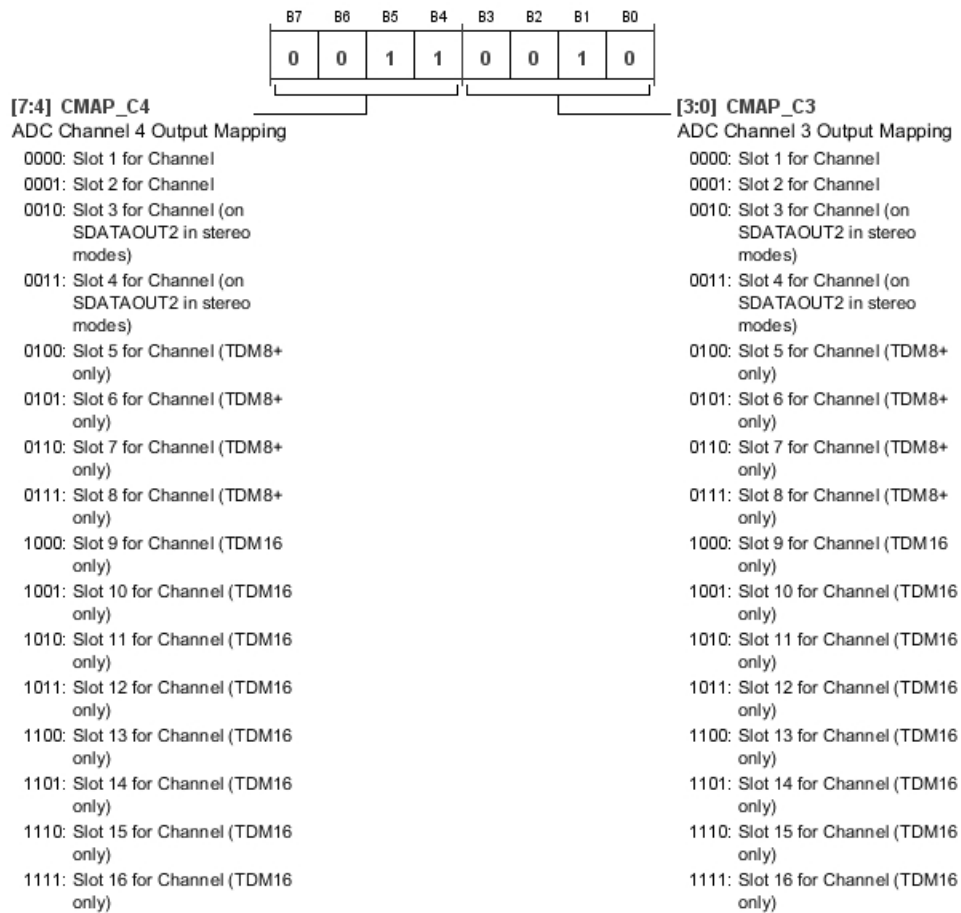 B7 B6 B5 B4 B3 B2 B1 B0
0 0 1 1 0 0 1 0
[7:4] CMAP_C4
ADC Channel 4 Output Mapping
0000: Slot 1 for Channel
0001: Slot 2 for Channel
0010: Slot 3 for Channel (on
SDATAOUT2 in stereo
modes)
0011: Slot 4 for Channel (on
SDATAOUT2 in stereo
modes)
0100: Slot 5 for Channel (TDM8+
only)
0101: Slot 6 for Channel (TDM8+
only)
0110: Slot 7 for Channel (TDM8+
only)
0111: Slot 8 for Channel (TDM8+
only)
1000: Slot 9 for Channel (TDM16
only)
1001: Slot 10 for Channel (TDM16
only)
1010: Slot 11 for Channel (TDM16
only)
1011: Slot 12 for Channel (TDM16
only)
1100: Slot 13 for Channel (TDM16
only)
1101: Slot 14 for Channel (TDM16
only)
1110: Slot 15 for Channel (TDM16
only)
1111: Slot 16 for Channel (TDM16
only)
[3:0] CMAP_C3
ADC Channel 3 Output Mapping
0000: Slot 1 for Channel
0001: Slot 2 for Channel
0010: Slot 3 for Channel (on
SDATAOUT2 in stereo
modes)
0011: Slot 4 for Channel (on
SDATAOUT2 in stereo
modes)
0100: Slot 5 for Channel (TDM8+
only)
0101: Slot 6 for Channel (TDM8+
only)
0110: Slot 7 for Channel (TDM8+
only)
0111: Slot 8 for Channel (TDM8+
only)
1000: Slot 9 for Channel (TDM16
only)
1001: Slot 10 for Channel (TDM16
only)
1010: Slot 11 for Channel (TDM16
only)
1011: Slot 12 for Channel (TDM16
only)
1100: Slot 13 for Channel (TDM16
only)
1101: Slot 14 for Channel (TDM16
only)
1110: Slot 15 for Channel (TDM16
only)
1111: Slot 16 for Channel (TDM16
only)